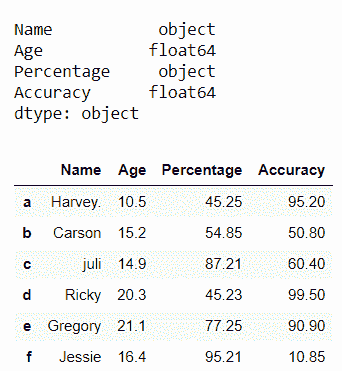 Name object
Age float64
Percentage object
Accuracy float64
dtype: object
Name Age Percentage Accuracy
a Harvey. 10.5 45.25 95.20
b Carson 15.2 54.85 50.80
c juli 14.9 87.21 60.40
d Ricky 20.3 45.23 99.50
e Gregory 21.1 77.25 90.90
f Jessie 16.4 95.21 10.85